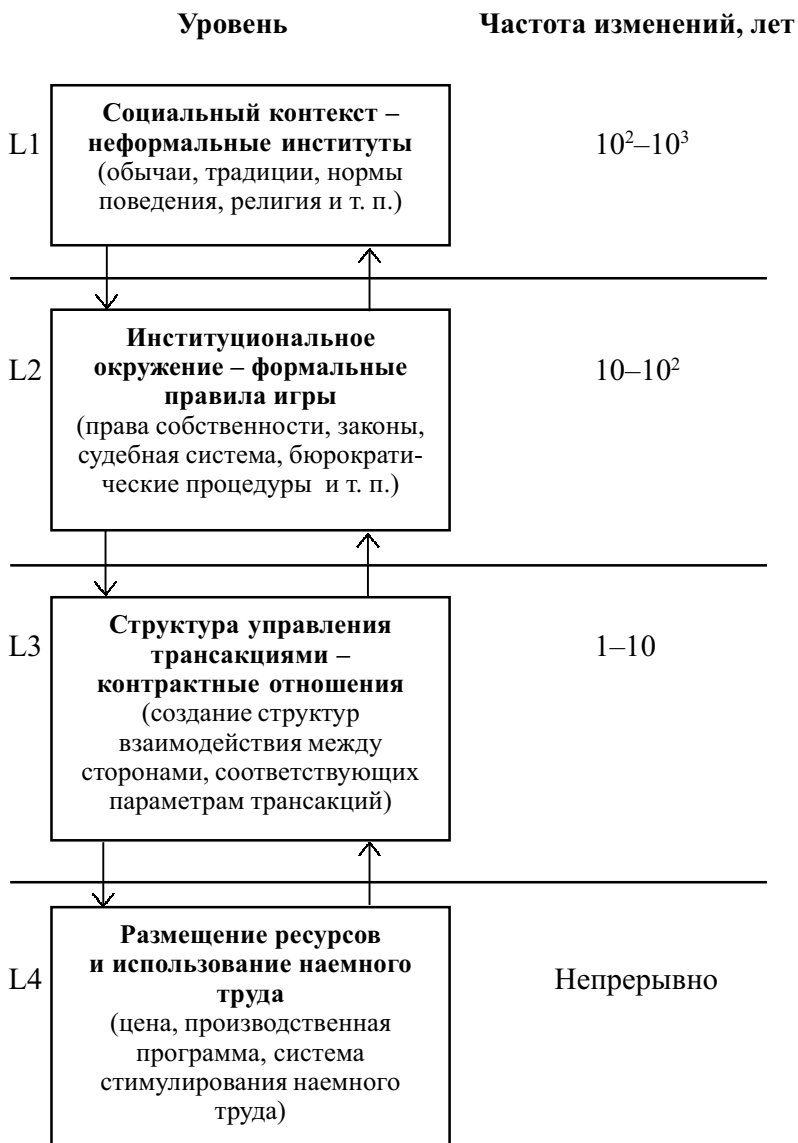 Уровень Частота изменений, лет
Социальный контекст –
L1 неформальные институты 10²–10³
(обычаи, традиции, нормы
поведения, религия и т. п.)
Институциональное
L2 окружение – формальные 10–10²
правила игры
(права собственности, законы,
судебная система, бюрократи-
ческие процедуры и т. п.)
Структура управления
L3 трансакциями – 1–10
контрактные отношения
(создание структур
взаимодействия между
сторонами, соответствующих
параметрам трансакций)
Размещение ресурсов
L4 и использование наемного Непрерывно
труда
(цена, производственная
программа, система
стимулирования наемного
труда)